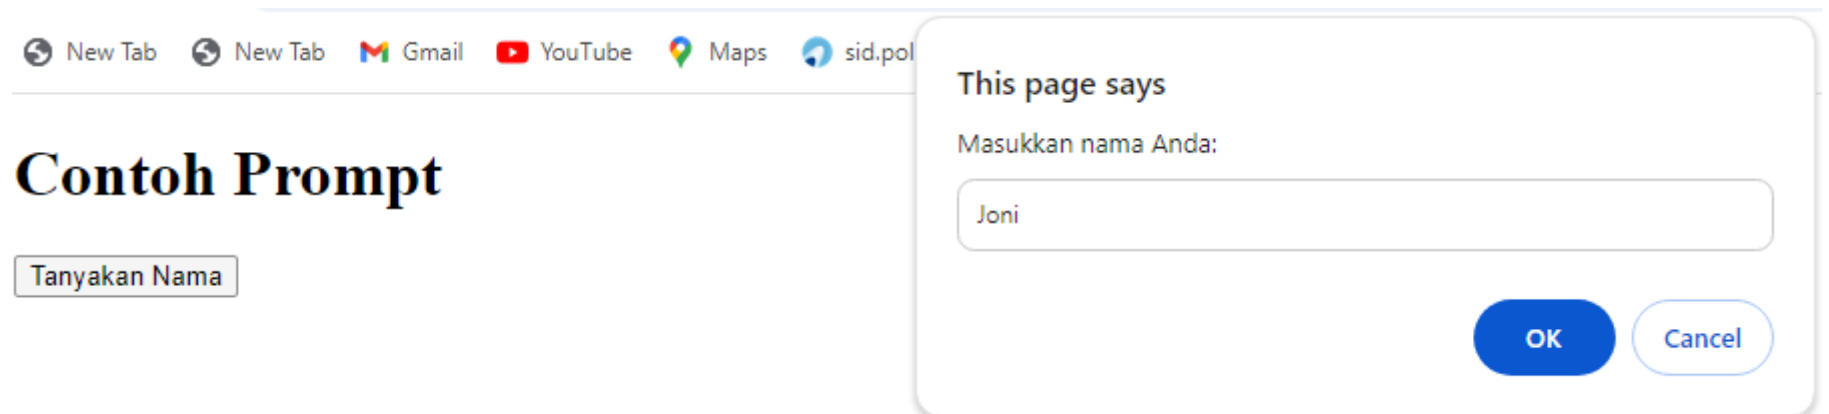 New Tab New Tab Gmail YouTube Maps sid.pol
This page says
Masukkan nama Anda:
Joni
OK Cancel
Contoh Prompt
Tanyakan Nama